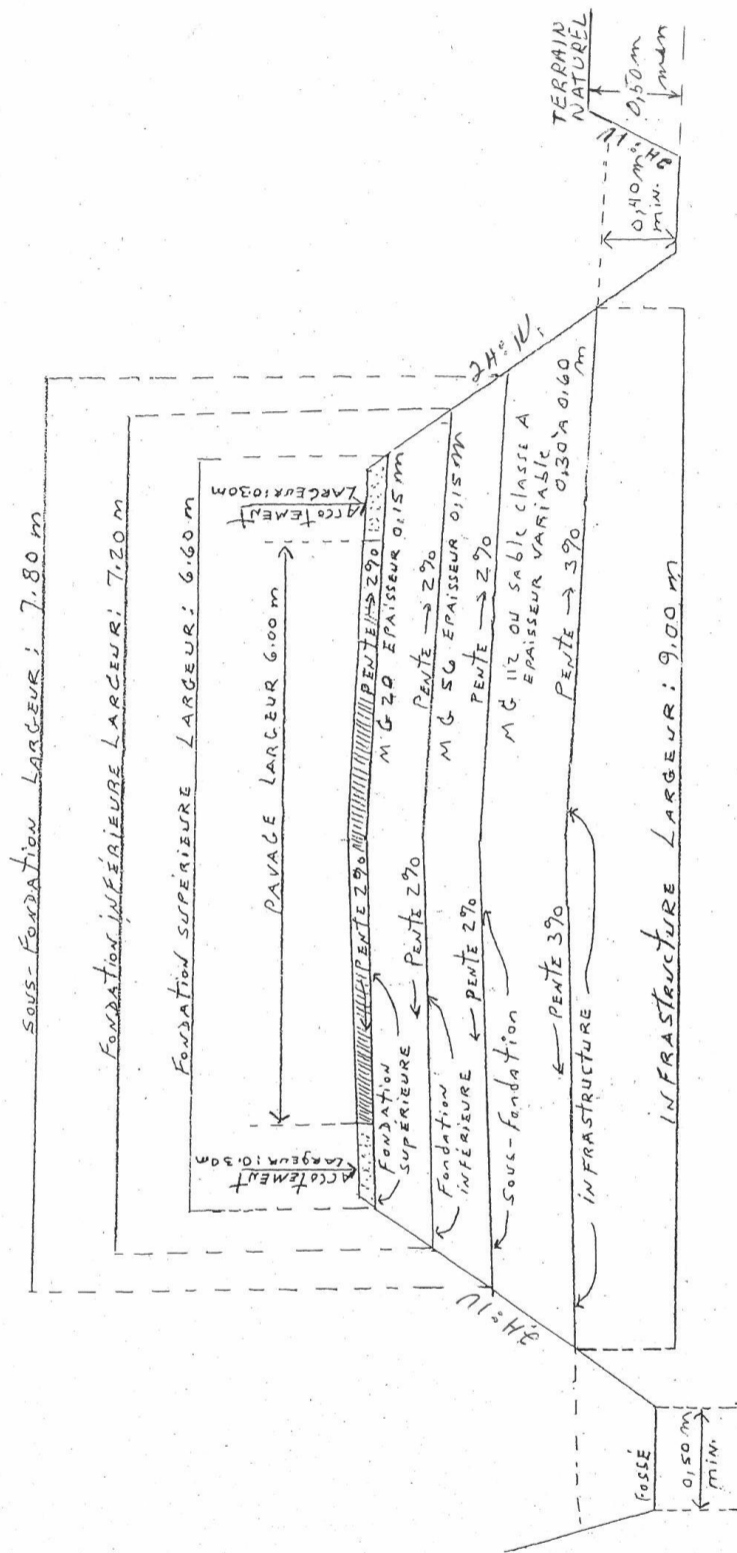 SOUS-FONDATION LARGEUR: 7.80 m
FONDATION INFÉRIEURE LARGEUR: 7.20 m
FONDATION SUPÉRIEURE LARGEUR: 6.60 m
ACCOTEMENT
LARGEUR: 0.30m
PAVAGE LARGEUR 6.00 m
ACCOTEMENT
LARGEUR: 0.30m
PENTE 2%
PENTE → 2%
FONDATION
SUPÉRIEURE
MG 20 EPAISSEUR 0,15 m
← PENTE 2%
PENTE → 2%
FONDATION
INFÉRIEURE
MG 56 EPAISSEUR 0,15 m
← PENTE 2%
PENTE → 2%
SOUS-FONDATION
MG 112 OU SABLE CLASSE A
EPAISSEUR VARIABLE
0,30 à 0,60
m
← PENTE 3%
PENTE → 3%
INFRASTRUCTURE
2H:1V
2H:1V
INFRASTRUCTURE LARGEUR: 9,00 m
FOSSÉ
0,50 m
MIN.
TERRAIN
NATUREL
2H:1V
0,40 m
min.
0,50 m